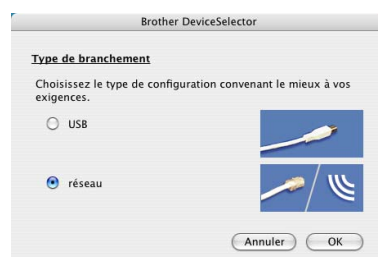 Brother DeviceSelector
Type de branchement
Choisissez le type de configuration convenant le mieux à vos
exigences.
USB
réseau
Annuler OK